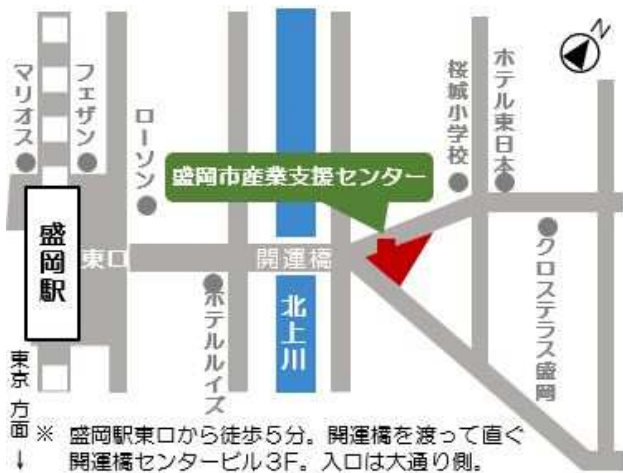 N
マリオス
フェザン
ローソン
桜城小学校
ホテル東日本
盛岡市産業支援センター
盛岡駅
東口
開運橋
北上川
ホテルルイズ
クロステラス盛岡
東京方面↓
※ 盛岡駅東口から徒歩5分。開運橋を渡って直ぐ
開運橋センタービル3F。入口は大通り側。